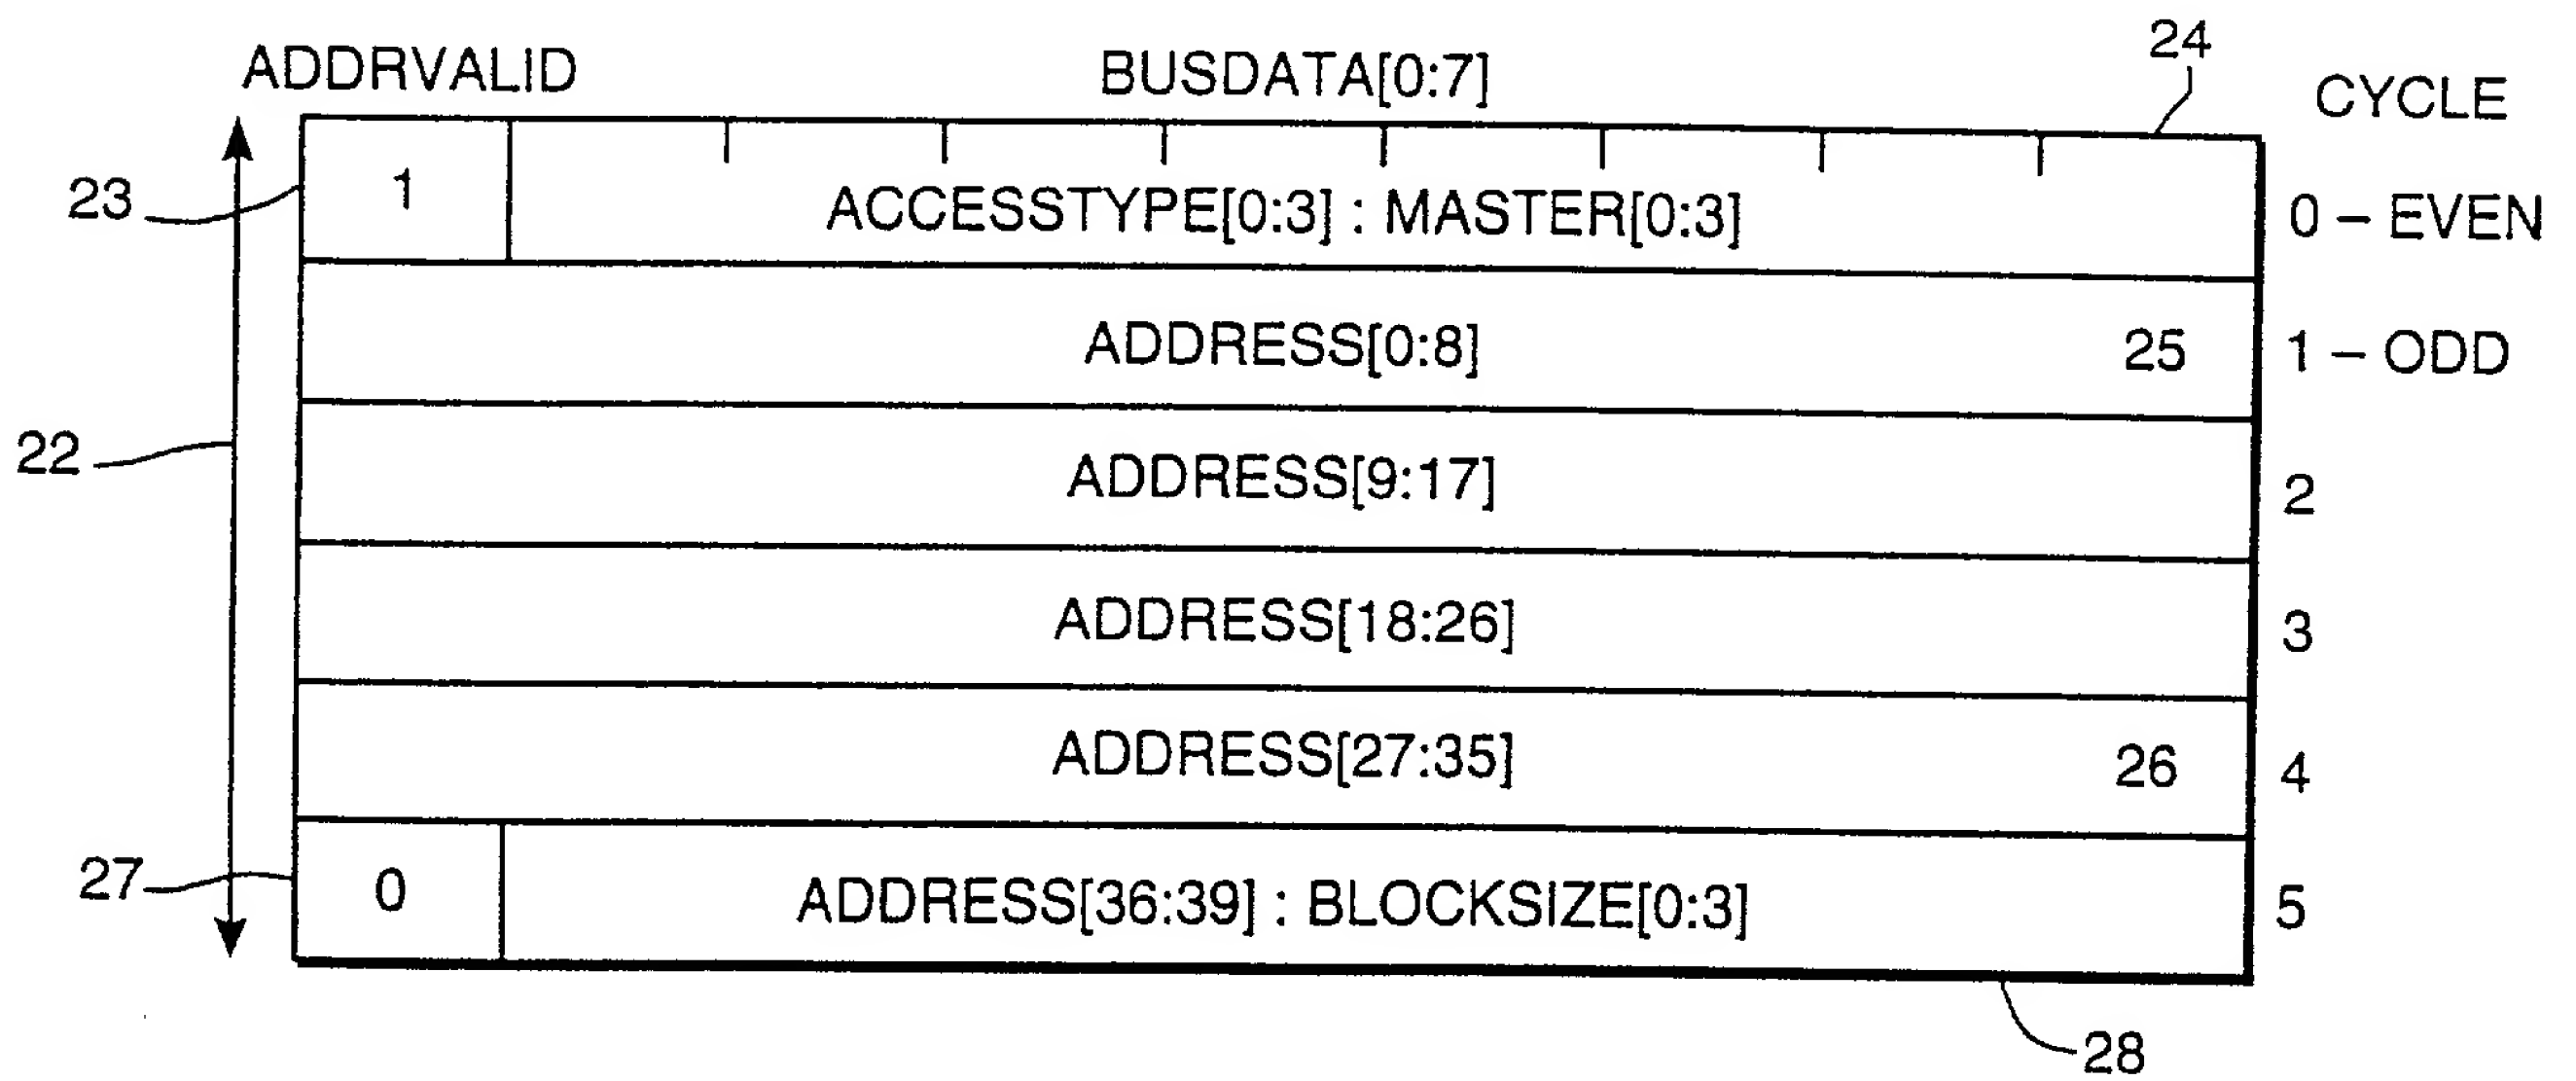 ADDRVALID BUSDATA[0:7] 24 CYCLE
23 1 ACCESSTYPE[0:3] : MASTER[0:3] 0 – EVEN
ADDRESS[0:8] 25 1 – ODD
22 ADDRESS[9:17] 2
ADDRESS[18:26] 3
ADDRESS[27:35] 26 4
27 0 ADDRESS[36:39] : BLOCKSIZE[0:3] 5
28